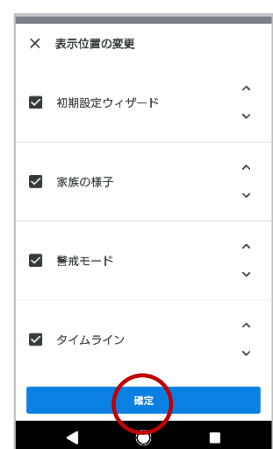 表示位置の変更
初期設定ウィザード
家族の様子
警戒モード
タイムライン
確定